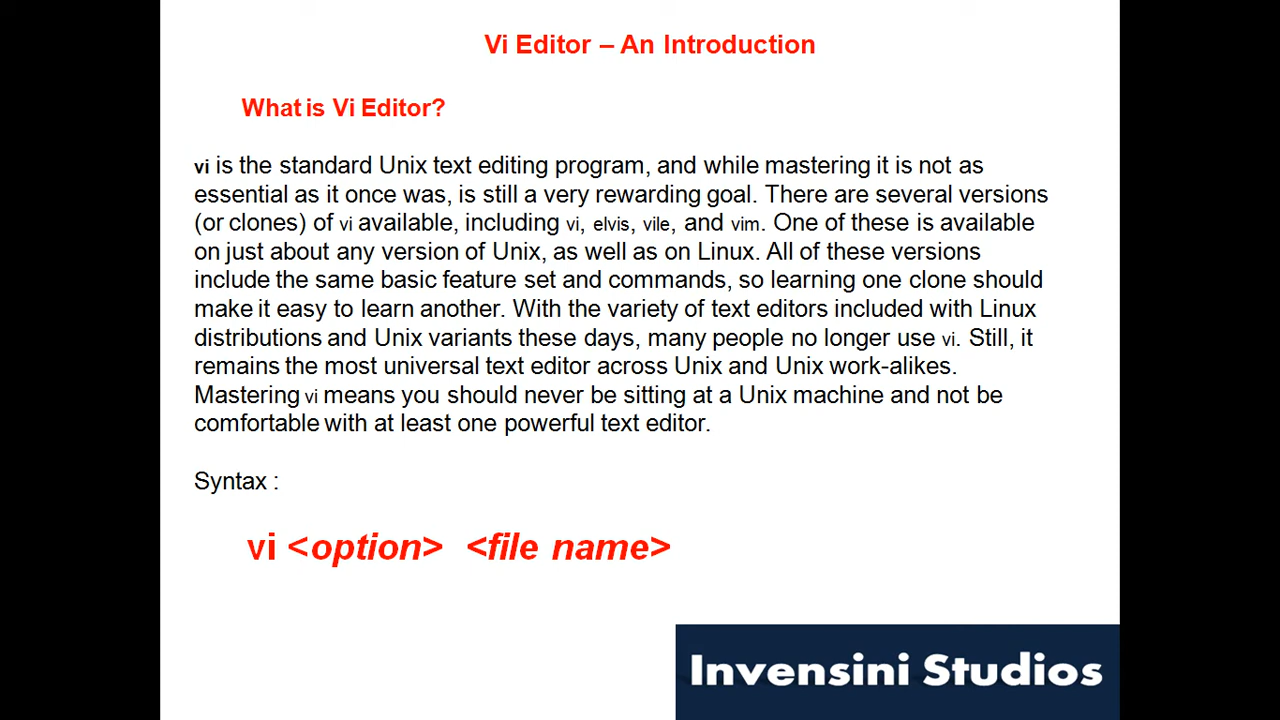 Vi Editor – An Introduction
What is Vi Editor?
vi is the standard Unix text editing program, and while mastering it is not as
essential as it once was, is still a very rewarding goal. There are several versions
(or clones) of vi available, including vi, elvis, vile, and vim. One of these is available
on just about any version of Unix, as well as on Linux. All of these versions
include the same basic feature set and commands, so learning one clone should
make it easy to learn another. With the variety of text editors included with Linux
distributions and Unix variants these days, many people no longer use vi. Still, it
remains the most universal text editor across Unix and Unix work-alikes.
Mastering vi means you should never be sitting at a Unix machine and not be
comfortable with at least one powerful text editor.
Syntax :
vi <option> <file name>
Invensini Studios